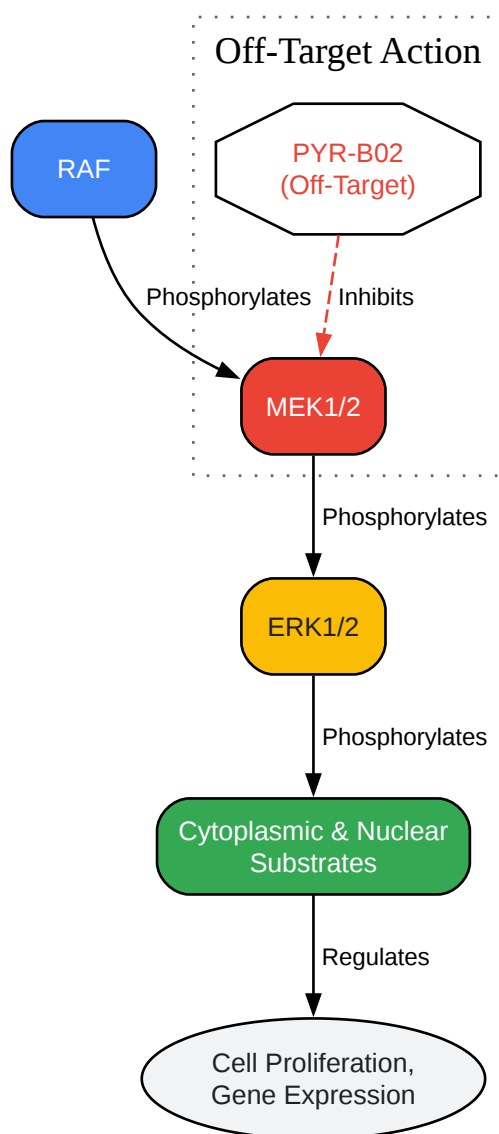 Off-Target Action
RAF
PYR-B02
(Off-Target)
Phosphorylates
Inhibits
MEK1/2
Phosphorylates
ERK1/2
Phosphorylates
Cytoplasmic & Nuclear
Substrates
Regulates
Cell Proliferation,
Gene Expression